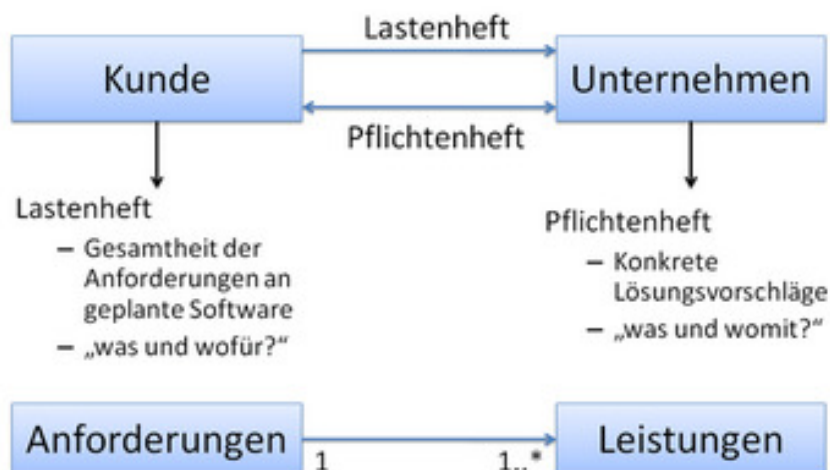 Lastenheft
Kunde
Unternehmen
Pflichtenheft
Lastenheft
– Gesamtheit der
Anforderungen an
geplante Software
– „was und wofür?“
Pflichtenheft
– Konkrete
Lösungsvorschläge
– „was und womit?“
Anforderungen
1
1..*
Leistungen